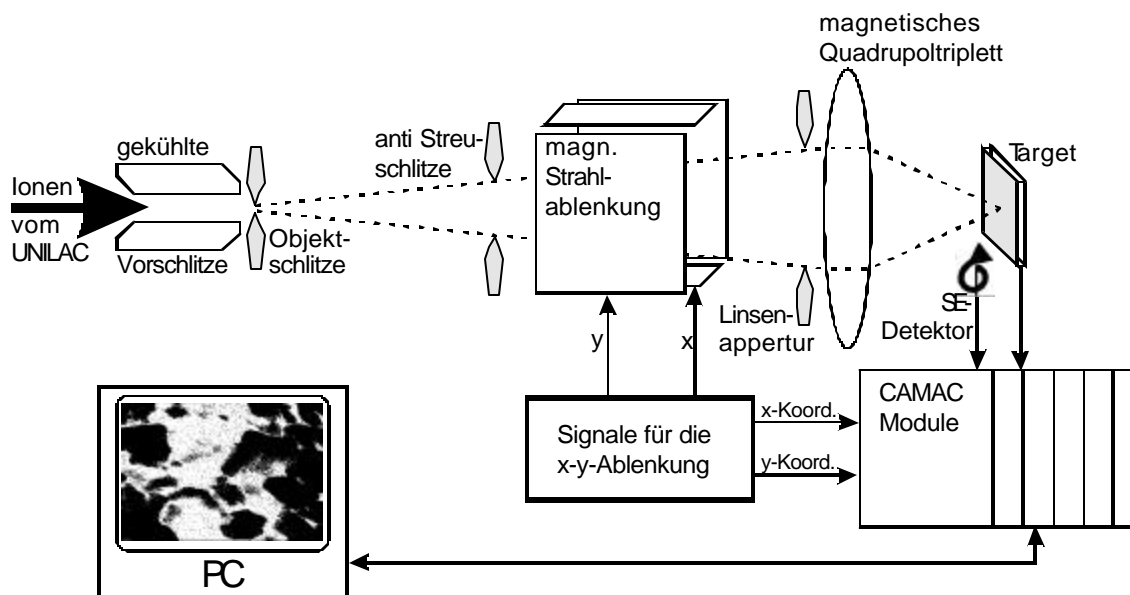 magnetisches
Quadrupoltriplett
gekühlte
anti Streu-
schlitze
magn.
Strahl-
ablenkung
Target
Ionen
vom
UNILAC
Vorschlitze
Objekt-
schlitze
Linsen-
appertur
SE-
Detektor
y
x
CAMAC
Module
Signale für die
x-y-Ablenkung
x-Koord.
y-Koord.
PC